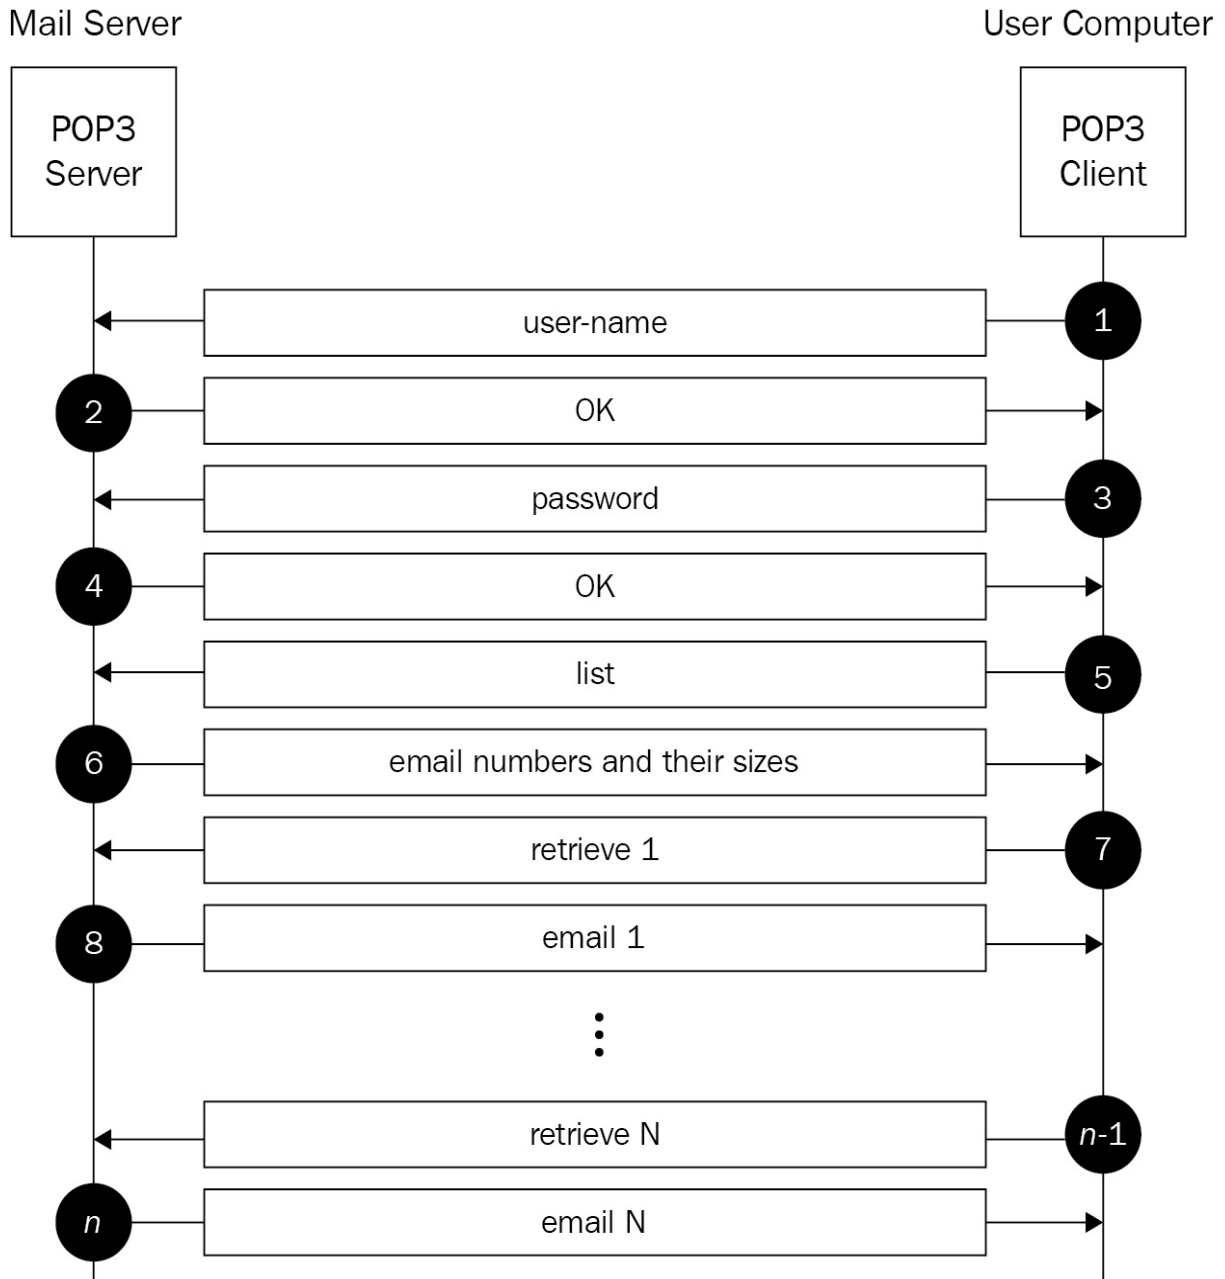 Mail Server
User Computer
POP3
Server
POP3
Client
user-name
1
2
OK
password
3
4
OK
list
5
6
email numbers and their sizes
retrieve 1
7
8
email 1
retrieve N
n-1
n
email N